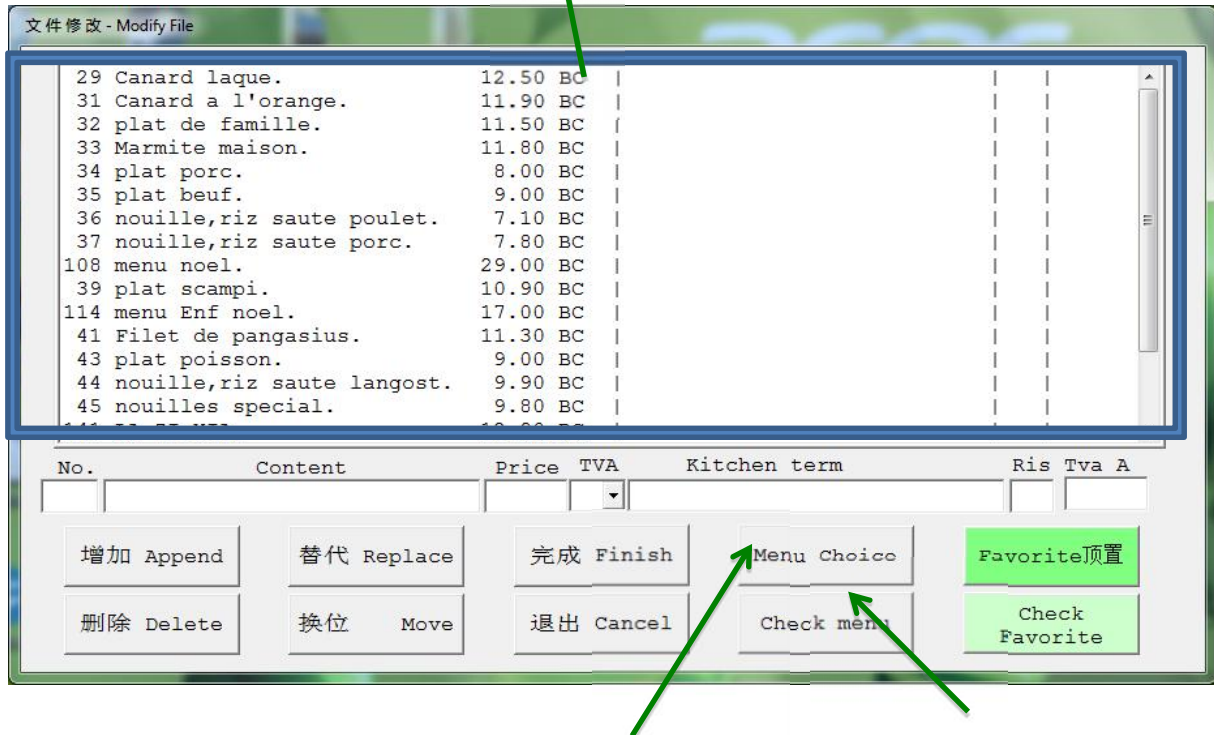 文件修改 - Modify File
29 Canard laque. 12.50 BC | | |
31 Canard a l'orange. 11.90 BC | | |
32 plat de famille. 11.50 BC | | |
33 Marmite maison. 11.80 BC | | |
34 plat porc. 8.00 BC | | |
35 plat beuf. 9.00 BC | | |
36 nouille,riz saute poulet. 7.10 BC | | |
37 nouille,riz saute porc. 7.80 BC | | |
108 menu noel. 29.00 BC | | |
39 plat scampi. 10.90 BC | | |
114 menu Enf noel. 17.00 BC | | |
41 Filet de pangasius. 11.30 BC | | |
43 plat poisson. 9.00 BC | | |
44 nouille,riz saute langost. 9.90 BC | | |
45 nouilles special. 9.80 BC | | |
No. Content Price TVA Kitchen term Ris Tva A
增加 Append 替代 Replace 完成 Finish Menu Choice Favorite顶置
删除 Delete 换位 Move 退出 Cancel Check menu Check
Favorite